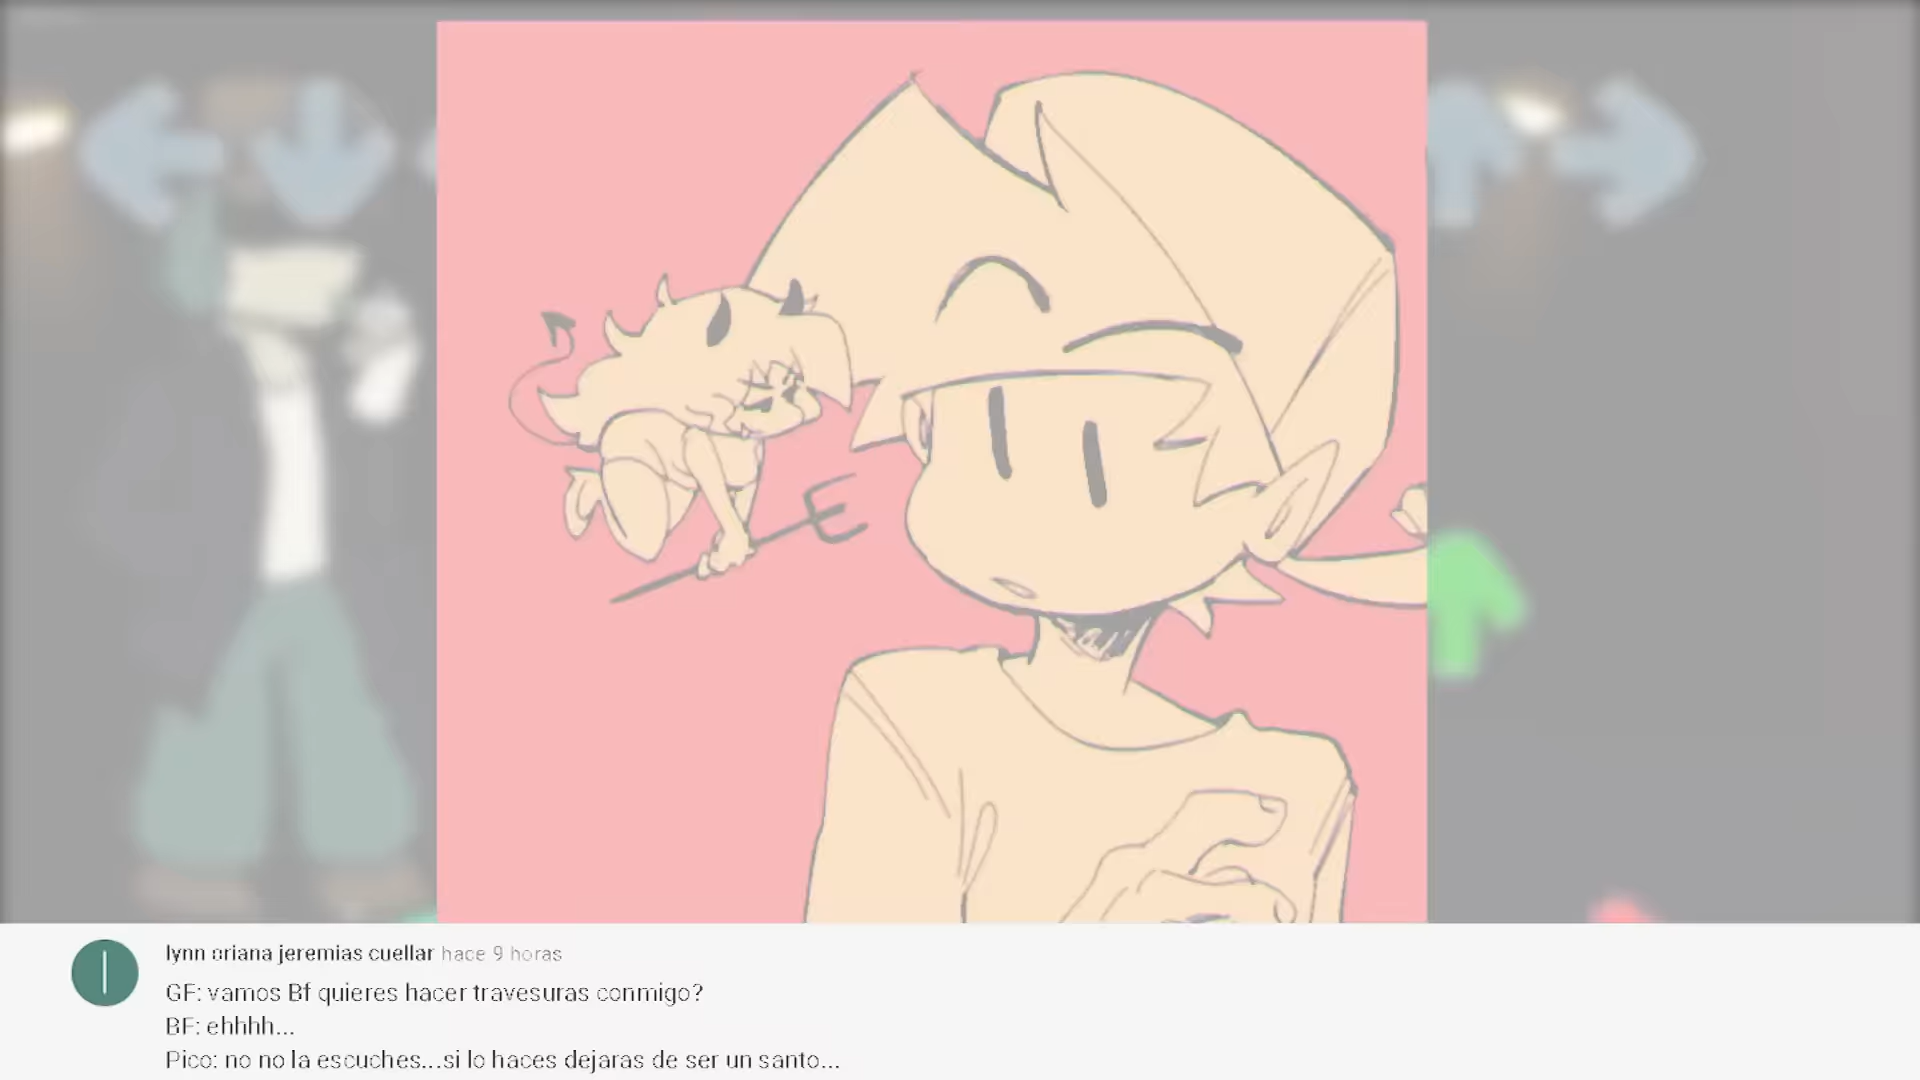 lynn oriana jeremias cuellar hace 9 horas
GF: vamos Bf quieres hacer travesuras conmigo?
BF: ehhhh...
Pico: no no la escuches...si lo haces dejaras de ser un santo...